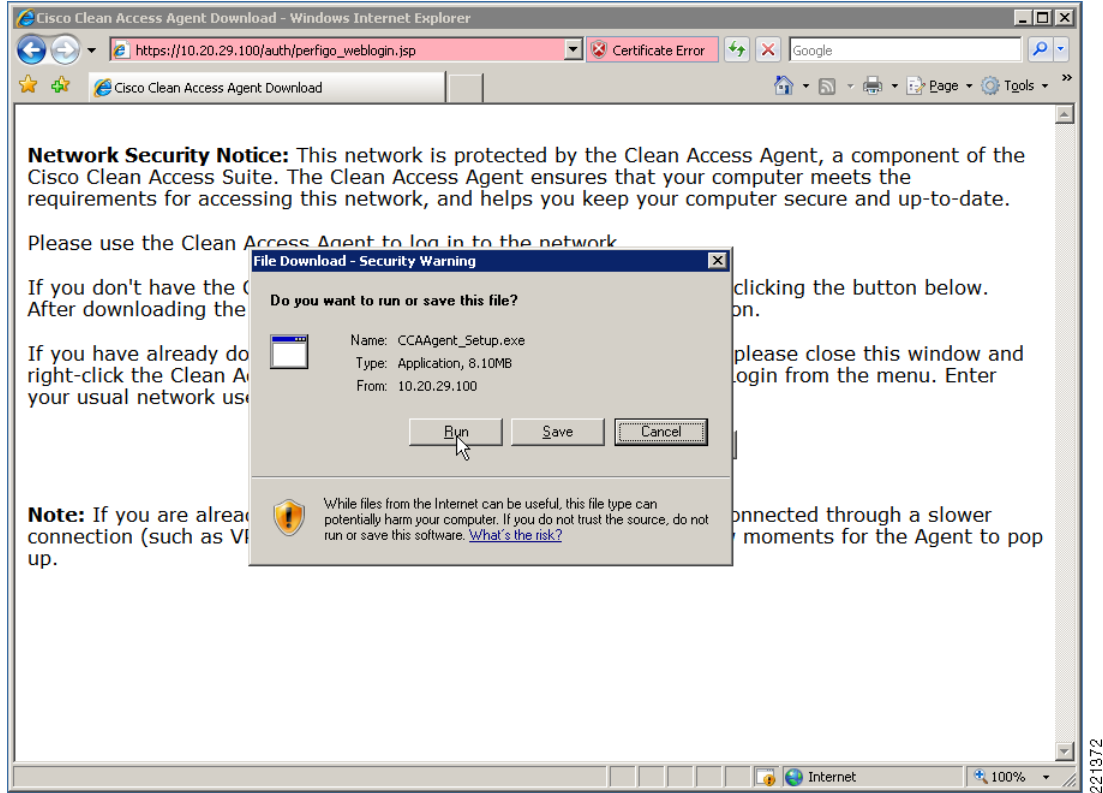 Cisco Clean Access Agent Download - Windows Internet Explorer
https://10.20.29.100/auth/perfigo_weblogin.jsp
Certificate Error
Google
Cisco Clean Access Agent Download
Page
Tools
»
Network Security Notice: This network is protected by the Clean Access Agent, a component of the
Cisco Clean Access Suite. The Clean Access Agent ensures that your computer meets the
requirements for accessing this network, and helps you keep your computer secure and up-to-date.
Please use the Clean Access Agent to log in to the network
If you don't have the
clicking the button below.
After downloading the
on.
If you have already do
please close this window and
right-click the Clean A
ogin from the menu. Enter
your usual network use
File Download - Security Warning
Do you want to run or save this file?
Name: CCAAgent_Setup.exe
Type: Application, 8.10MB
From: 10.20.29.100
Run
Save
Cancel
While files from the Internet can be useful, this file type can
potentially harm your computer. If you do not trust the source, do not
run or save this software. What's the risk?
Note: If you are alrea
onnected through a slower
connection (such as VP
moments for the Agent to pop
up.
Internet
100%
221372